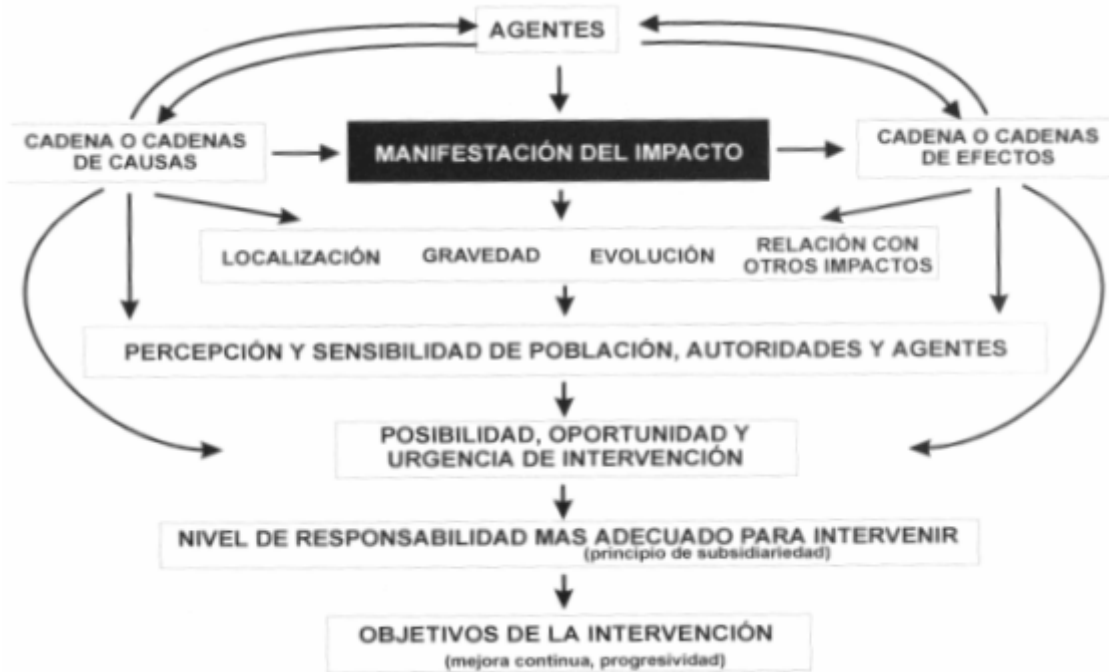 AGENTES
CADENA O CADENAS
DE CAUSAS
MANIFESTACIÓN DEL IMPACTO
CADENA O CADENAS
DE EFECTOS
LOCALIZACIÓN GRAVEDAD EVOLUCIÓN RELACIÓN CON
OTROS IMPACTOS
PERCEPCIÓN Y SENSIBILIDAD DE POBLACIÓN, AUTORIDADES Y AGENTES
POSIBILIDAD, OPORTUNIDAD Y
URGENCIA DE INTERVENCIÓN
NIVEL DE RESPONSABILIDAD MAS ADECUADO PARA INTERVENIR
(principio de subsidiariedad)
OBJETIVOS DE LA INTERVENCIÓN
(mejora continua, progresividad)